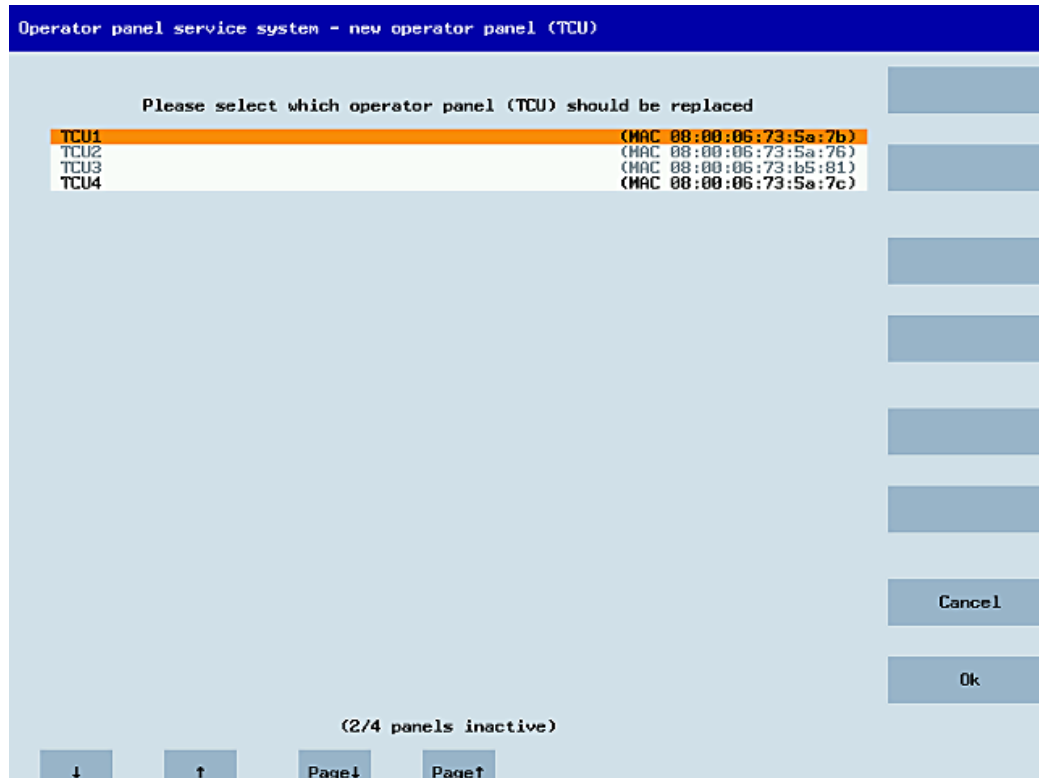 Operator panel service system - new operator panel (TCU)
Please select which operator panel (TCU) should be replaced
TCU1 (MAC 08:00:06:73:5a:7b)
TCU2 (MAC 08:00:06:73:5a:76)
TCU3 (MAC 08:00:06:73:b5:81)
TCU4 (MAC 08:00:06:73:5a:7c)
Cancel
Ok
(2/4 panels inactive)
↓ ↑ Page↓ Page↑